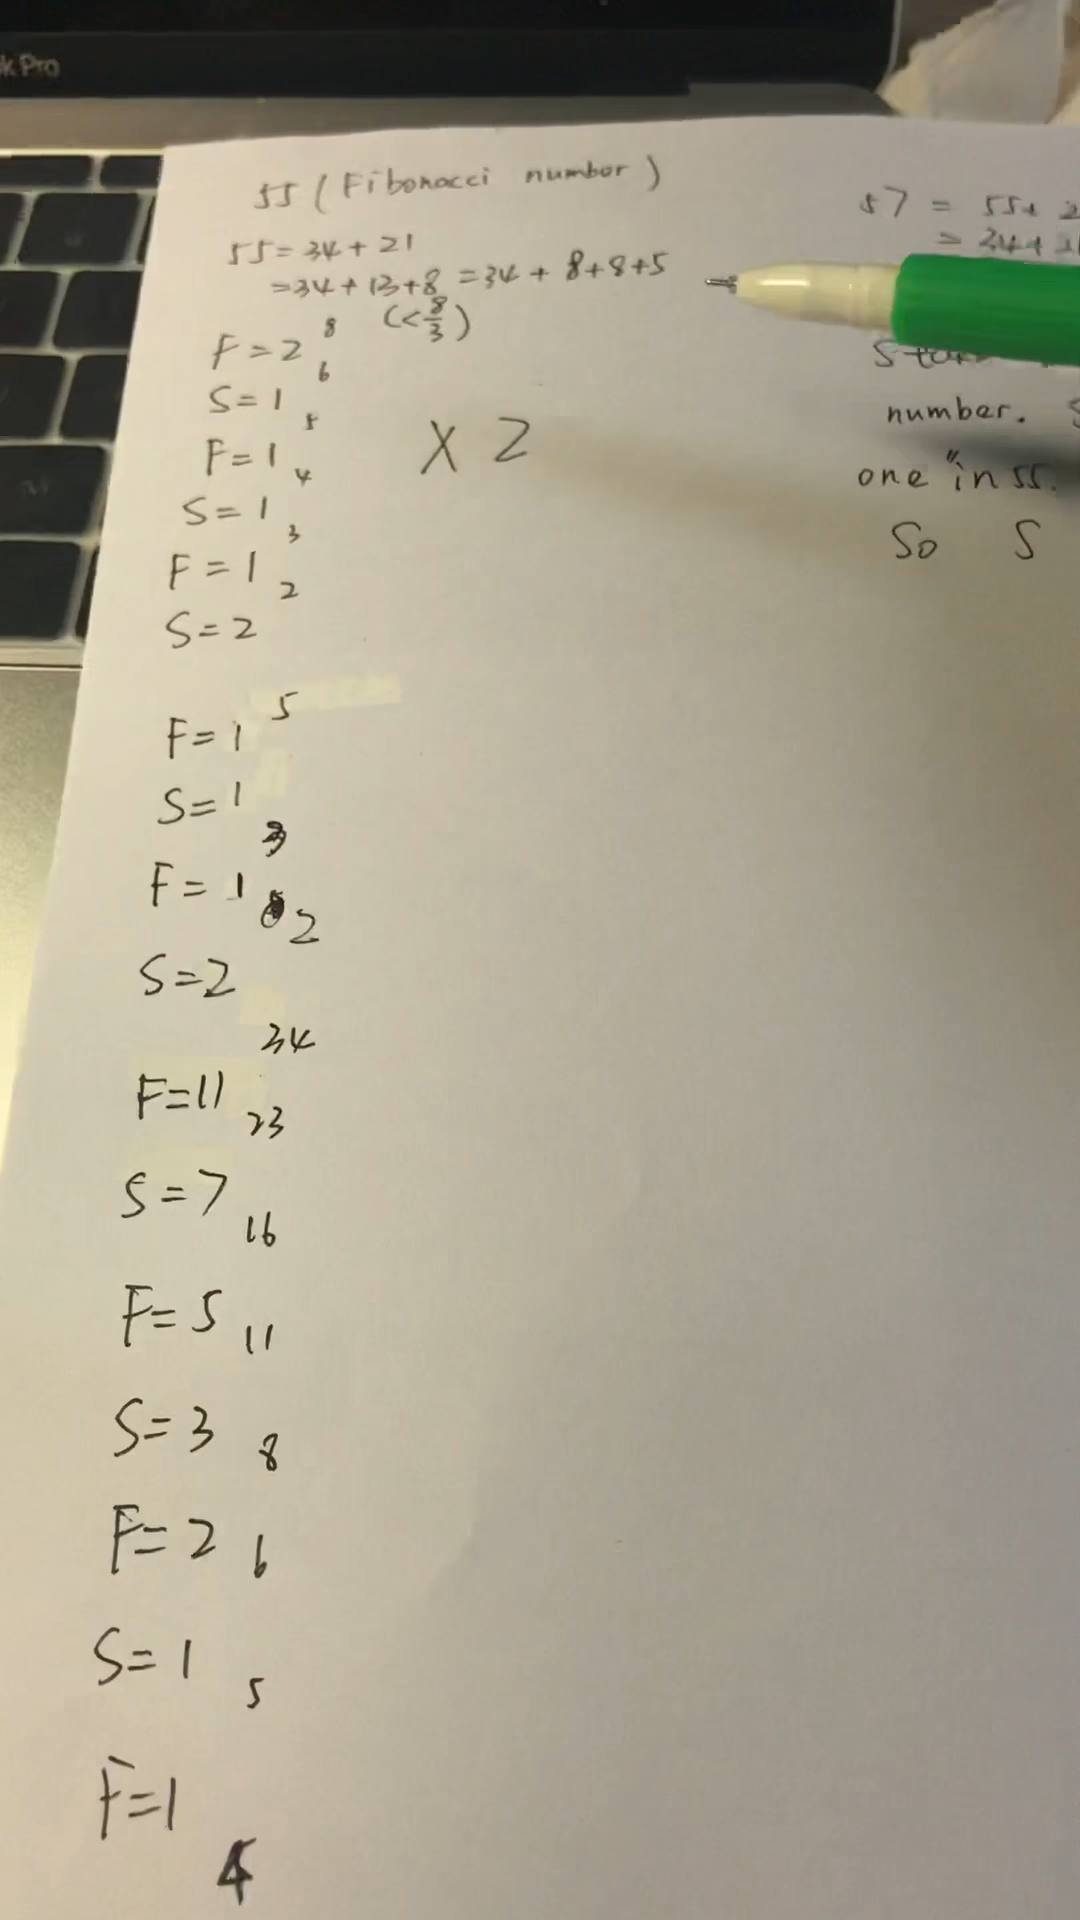 k Pro
55 (Fibonacci number)
55=34+21
=34+13+8 =34+8+8+5
(<8/3)
F=2
8
S=1
6
F=1
5
S=1
4
F=1
3
S=2
2
X2
F=1
5
S=1
F=1
3
S=2
2
F=11
34
S=7
23
F=5
16
S=3
11
F=2
8
S=1
6
F=1
5
4
57 = 55+2
= 34+21
number.
one "in 55.
So S